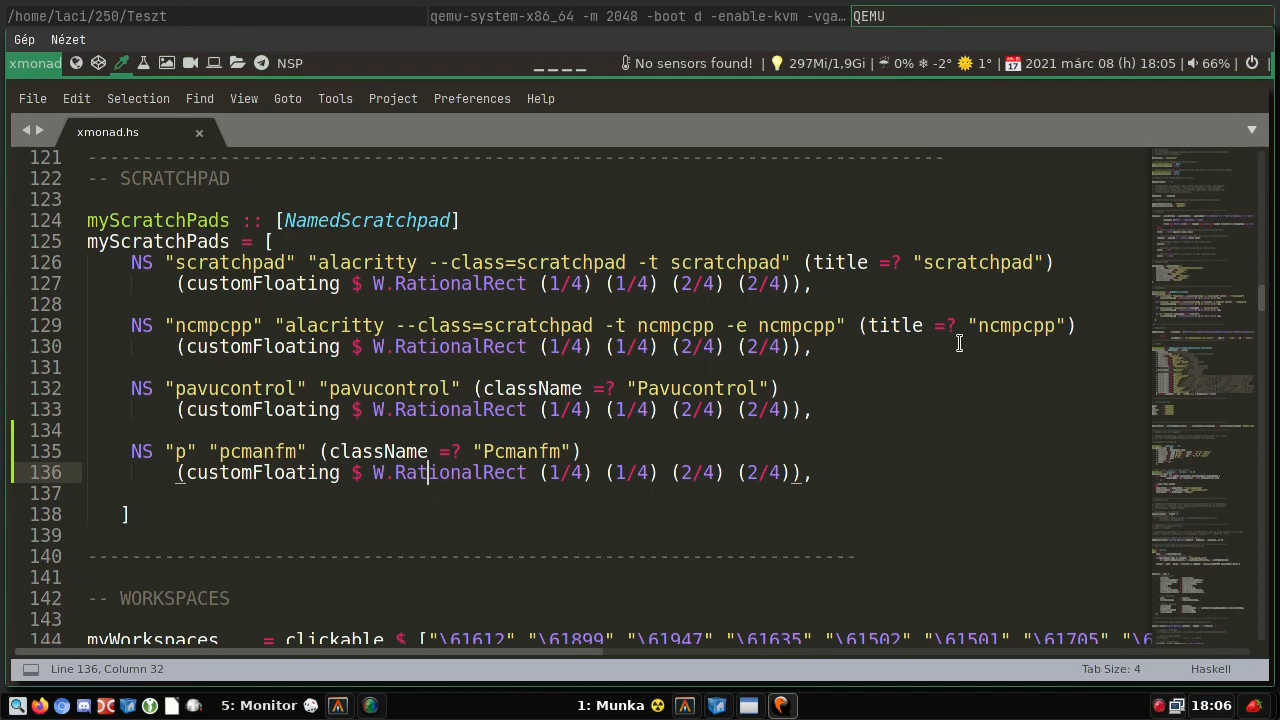 /home/laci/250/Teszt
qemu-system-x86_64 -m 2048 -boot d -enable-kvm -vga…
QEMU
Gép Nézet
xmonad NSP
No sensors found! | 297Mi/1,9Gi | 0% -2° 1° | 2021 márc 08 (h) 18:05 | 66% |
File Edit Selection Find View Goto Tools Project Preferences Help
xmonad.hs ×
121 ------------------------------------------------------------------------------
122 -- SCRATCHPAD
123
124 myScratchPads :: [NamedScratchpad]
125 myScratchPads = [
126 NS "scratchpad" "alacritty --class=scratchpad -t scratchpad" (title =? "scratchpad")
127 (customFloating $ W.RationalRect (1/4) (1/4) (2/4) (2/4)),
128
129 NS "ncmpcpp" "alacritty --class=scratchpad -t ncmpcpp -e ncmpcpp" (title =? "ncmpcpp")
130 (customFloating $ W.RationalRect (1/4) (1/4) (2/4) (2/4)),
131
132 NS "pavucontrol" "pavucontrol" (className =? "Pavucontrol")
133 (customFloating $ W.RationalRect (1/4) (1/4) (2/4) (2/4)),
134
135 NS "p" "pcmanfm" (className =? "Pcmanfm")
136 (customFloating $ W.RationalRect (1/4) (1/4) (2/4) (2/4)),
137
138 ]
139
140 ----------------------------------------------------------------------
141
142 -- WORKSPACES
143
144 myWorkspaces = clickable $
Line 136, Column 32
Tab Size: 4 Haskell
5: Monitor
1: Munka
18:06